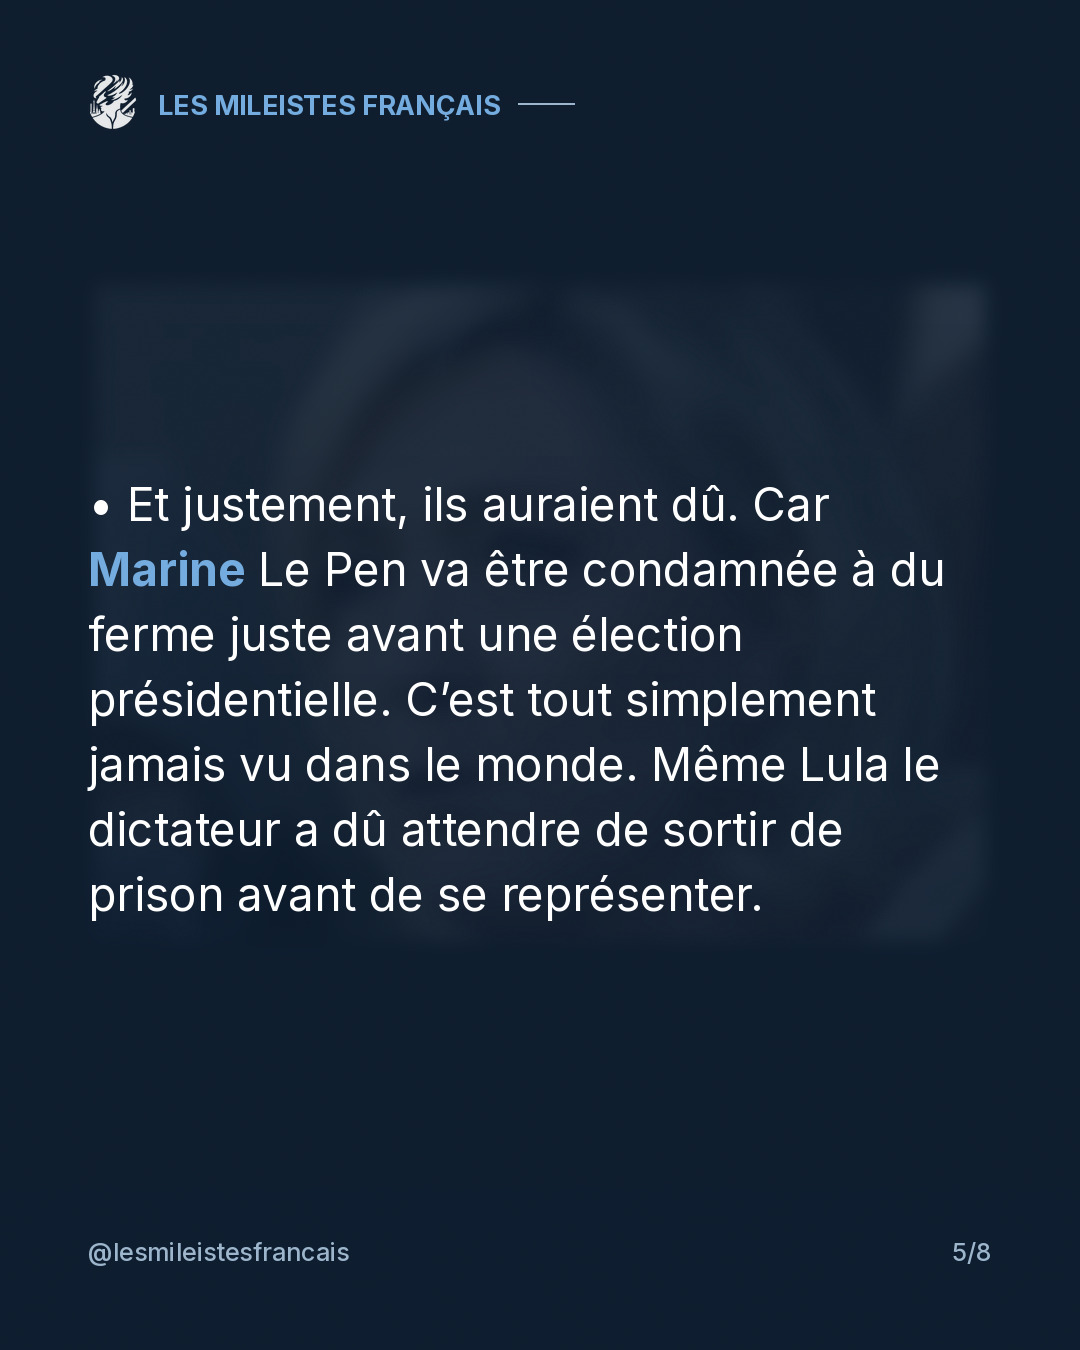 LES MILEISTES FRANÇAIS
• Et justement, ils auraient dû. Car
Marine Le Pen va être condamnée à du
ferme juste avant une élection
présidentielle. C’est tout simplement
jamais vu dans le monde. Même Lula le
dictateur a dû attendre de sortir de
prison avant de se représenter.
@lesmileistesfrancais
5/8